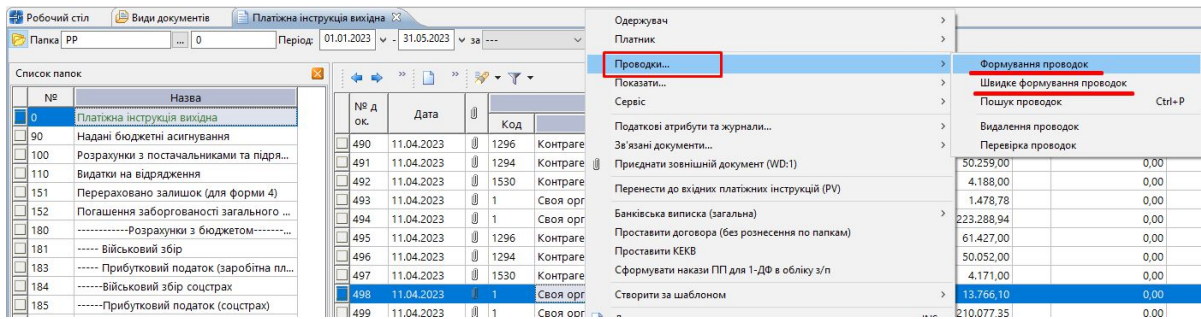 Робочий стіл Види документів Платіжна інструкція вихідна
Папка PP ... 0 Період: 01.01.2023 - 31.05.2023 за ---
Список папок
№ Назва
0 Платіжна інструкція вихідна
90 Надані бюджетні асигнування
100 Розрахунки з постачальниками та підря...
110 Видатки на відрядження
151 Перераховано залишок (для форми 4)
152 Погашення заборгованості загального ...
180 ------------Розрахунки з бюджетом-------...
181 ----- Військовий збір
183 ----- Прибутковий податок (заробітна пл...
184 ------Військовий збір соцстрах
185 ------Прибутковий податок (соцстрах)
№ д ок. Дата Код
490 11.04.2023 1296 Контраге
491 11.04.2023 1294 Контраге 50.259,00 0,00
492 11.04.2023 1530 Контраге 4.188,00 0,00
493 11.04.2023 1 Своя орг 1.478,78 0,00
494 11.04.2023 1 Своя орг 223.288,94 0,00
495 11.04.2023 1296 Контраге 61.427,00 0,00
496 11.04.2023 1294 Контраге 50.052,00 0,00
497 11.04.2023 1530 Контраге 4.171,00 0,00
498 11.04.2023 1 Своя орг 13.766,10 0,00
499 11.04.2023 1 Своя орг 210.077,35 0,00
Одержувач
Платник
Проводки...
Показати...
Сервіс
Податкові атрибути та журнали...
Зв'язані документи...
Приєднати зовнішній документ (WD:1)
Перенести до вхідних платіжних інструкцій (PV)
Банківська виписка (загальна)
Проставити договора (без рознесення по папкам)
Проставити КЕКВ
Сформувати накази ПП для 1-ДФ в обліку з/п
Створити за шаблоном
Формування проводок
Швидке формування проводок
Пошук проводок Ctrl+P
Видалення проводок
Перевірка проводок